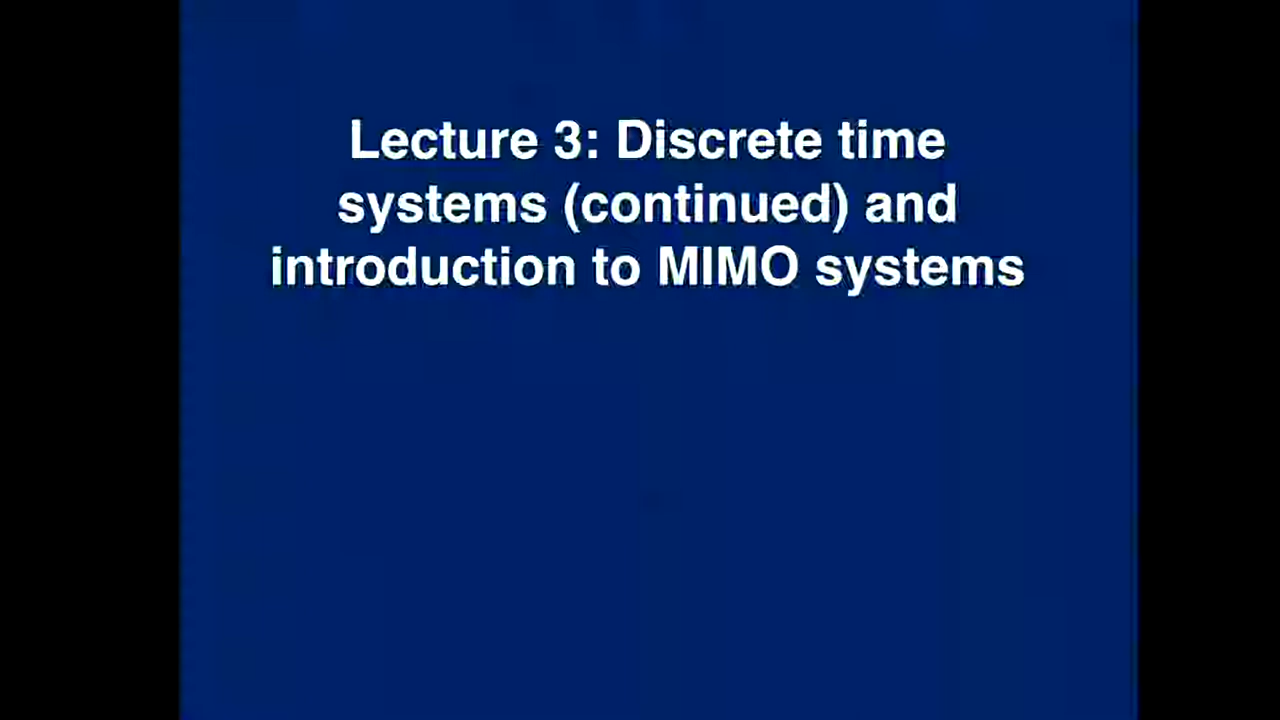 Lecture 3: Discrete time
systems (continued) and
introduction to MIMO systems